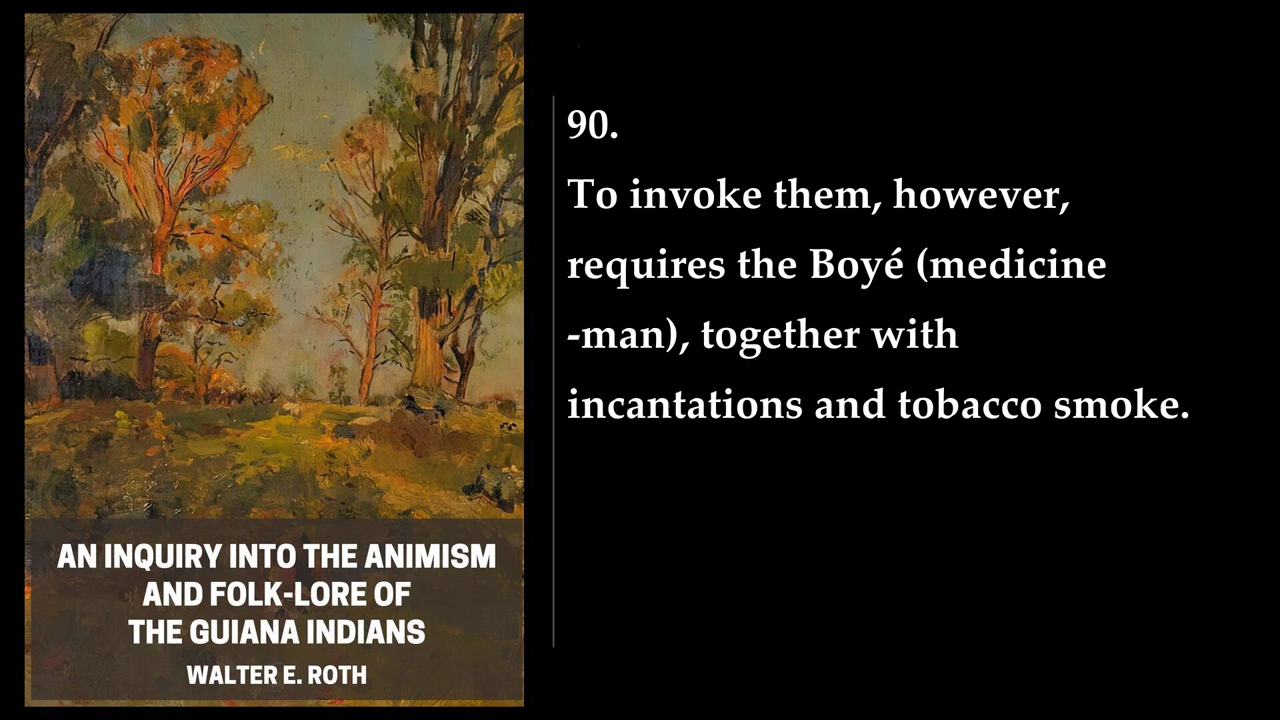 90.
To invoke them, however,
requires the Boyé (medicine
-man), together with
incantations and tobacco smoke.
AN INQUIRY INTO THE ANIMISM
AND FOLK-LORE OF
THE GUIANA INDIANS
WALTER E. ROTH